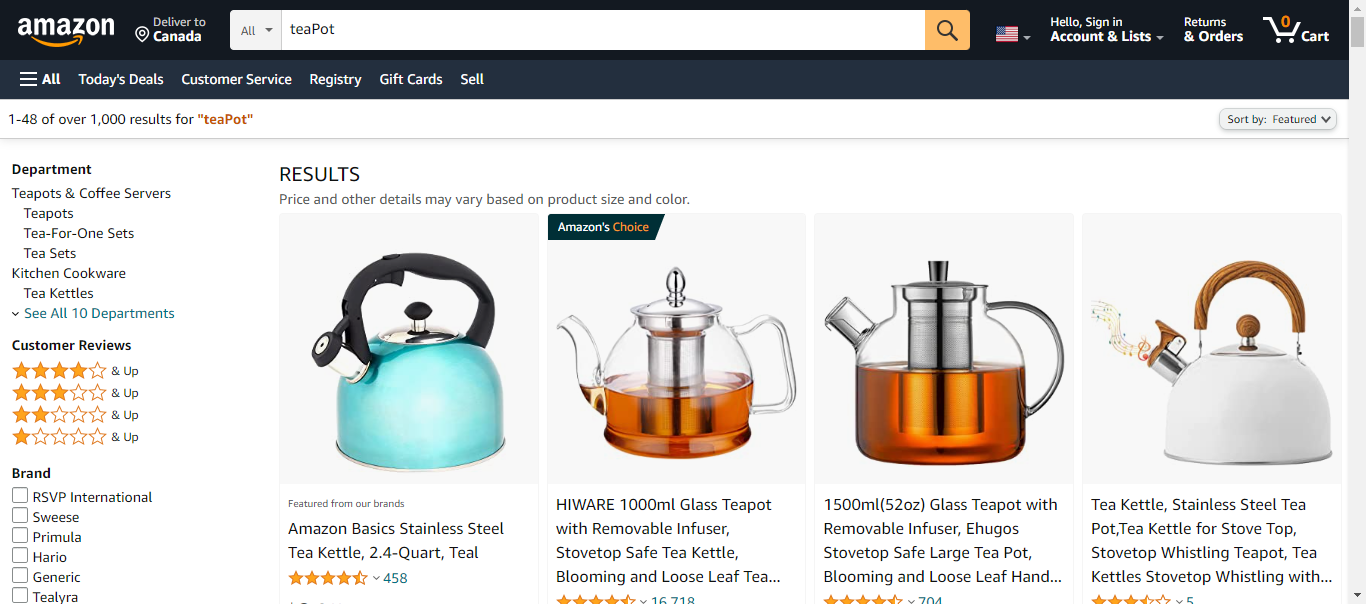 amazon
Deliver to
Canada
All
teaPot
Hello, Sign in
Account & Lists
Returns
& Orders
0
Cart
All
Today's Deals
Customer Service
Registry
Gift Cards
Sell
1-48 of over 1,000 results for "teaPot"
Sort by: Featured
Department
Teapots & Coffee Servers
Teapots
Tea-For-One Sets
Tea Sets
Kitchen Cookware
Tea Kettles
See All 10 Departments
Customer Reviews
& Up
& Up
& Up
& Up
Brand
RSVP International
Sweese
Primula
Hario
Generic
Tealyra
RESULTS
Price and other details may vary based on product size and color.
Featured from our brands
Amazon Basics Stainless Steel
Tea Kettle, 2.4-Quart, Teal
458
Amazon's Choice
HIWARE 1000ml Glass Teapot
with Removable Infuser,
Stovetop Safe Tea Kettle,
Blooming and Loose Leaf Tea...
16,718
1500ml(52oz) Glass Teapot with
Removable Infuser, Ehugos
Stovetop Safe Large Tea Pot,
Blooming and Loose Leaf Hand...
704
Tea Kettle, Stainless Steel Tea
Pot,Tea Kettle for Stove Top,
Stovetop Whistling Teapot, Tea
Kettles Stovetop Whistling with...
5